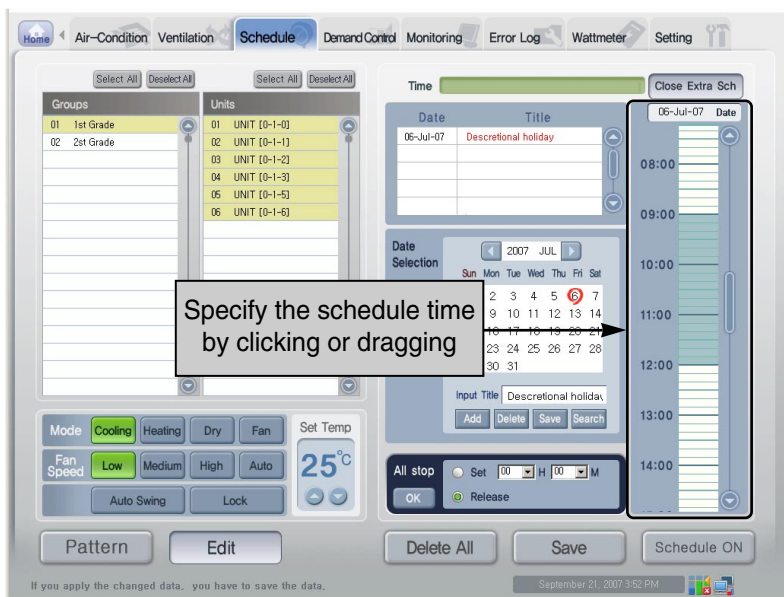 Home Air-Condition Ventilation Schedule Demand Control Monitoring Error Log Wattmeter Setting
Select All Deselect All Select All Deselect All
Groups Units
01 1st Grade 01 UNIT [0-1-0]
02 2st Grade 02 UNIT [0-1-1]
03 UNIT [0-1-2]
04 UNIT [0-1-3]
05 UNIT [0-1-5]
06 UNIT [0-1-6]
Specify the schedule time
by clicking or dragging
Mode Cooling Heating Dry Fan
Fan
Speed Low Medium High Auto
Auto Swing Lock
Set Temp
25°C
Time Close Extra Sch
Date Title
06-Jul-07 Descretional holiday
Date
Selection
2007 JUL
Sun Mon Tue Wed Thu Fri Sat
2 3 4 5 6 7
9 10 11 12 13 14
16 17 18 19 20 21
23 24 25 26 27 28
30 31
Input Title Descretional holiday
Add Delete Save Search
All stop Set 00 H 00 M
OK Release
06-Jul-07 Date
08:00
09:00
10:00
11:00
12:00
13:00
14:00
Pattern Edit Delete All Save Schedule ON
If you apply the changed data, you have to save the data.
September 21, 2007 3:52 PM